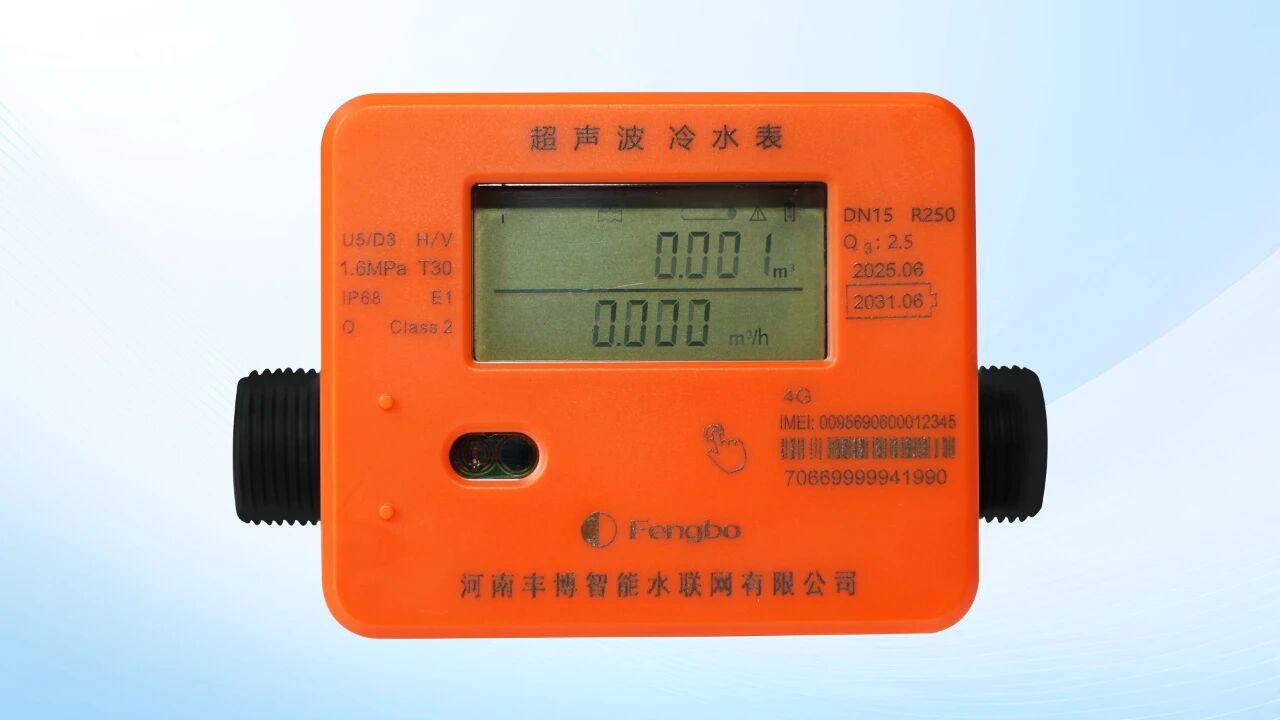 超声波冷水表
U5/D3 H/V
1.6MPa T30
IP68 E1
O Class 2
0.001 m³
0.000 m³/h
DN15 R250
Q3: 2.5
2025.06
2031.06
4G
IMEI: 0095690600012345
70669999941990
Fengbo
河南丰博智能水联网有限公司